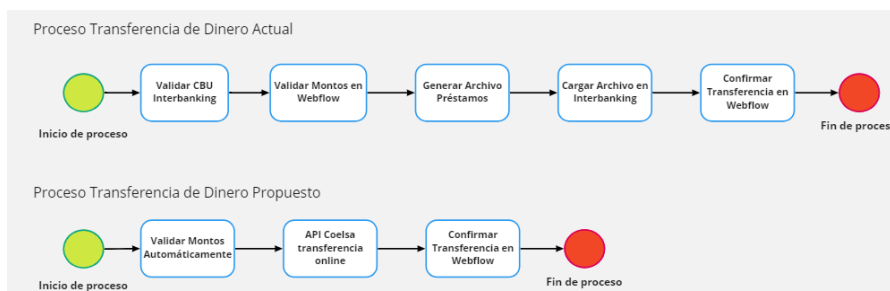 Proceso Transferencia de Dinero Actual
Validar CBU
Interbanking
Validar Montos en
Webflow
Generar Archivo
Préstamos
Cargar Archivo en
Interbanking
Confirmar
Transferencia en
Webflow
Inicio de proceso
Fin de proces
Proceso Transferencia de Dinero Propuesto
Validar Montos
Automáticamente
API Coelsa
transferencia
online
Confirmar
Transferencia en
Webflow
Inicio de proceso
Fin de proceso